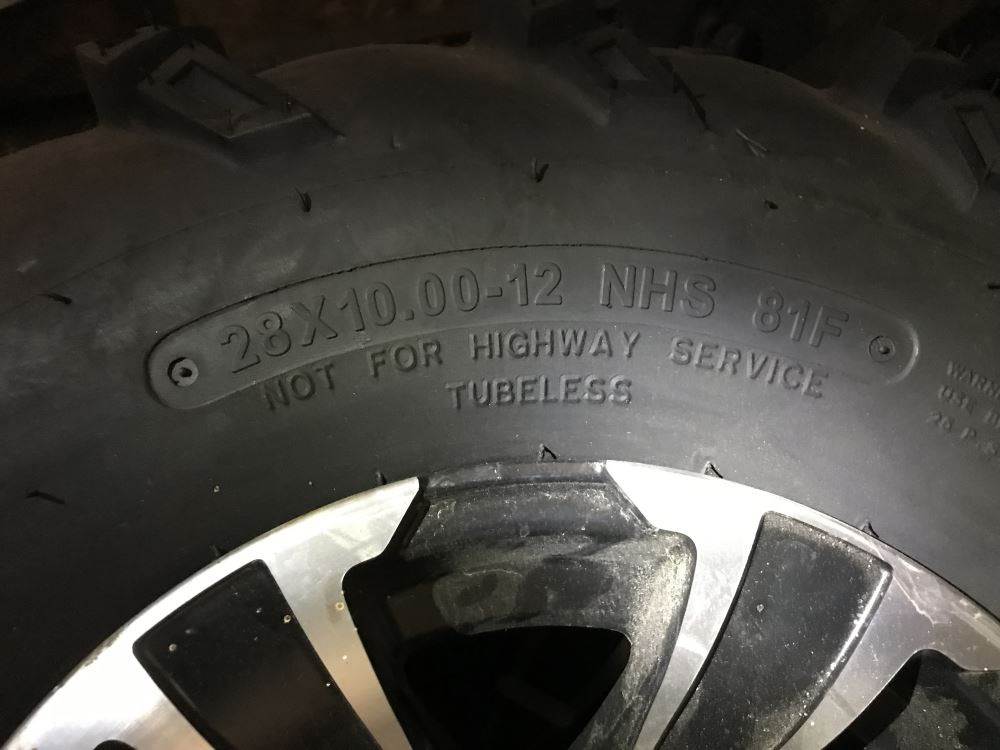 28X10.00-12 NHS 81F
NOT FOR HIGHWAY SERVICE
TUBELESS